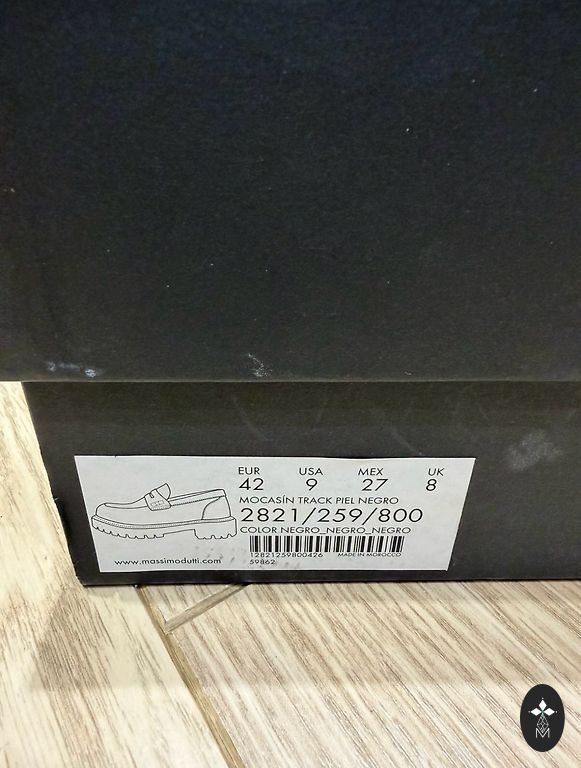 EUR USA MEX UK
42 9 27 8
MOCASÍN TRACK PIEL NEGRO
2821/259/800
COLOR NEGRO_NEGRO_NEGRO
12821259800426 MADE IN MOROCCO
www.massimodutti.com 59862
M